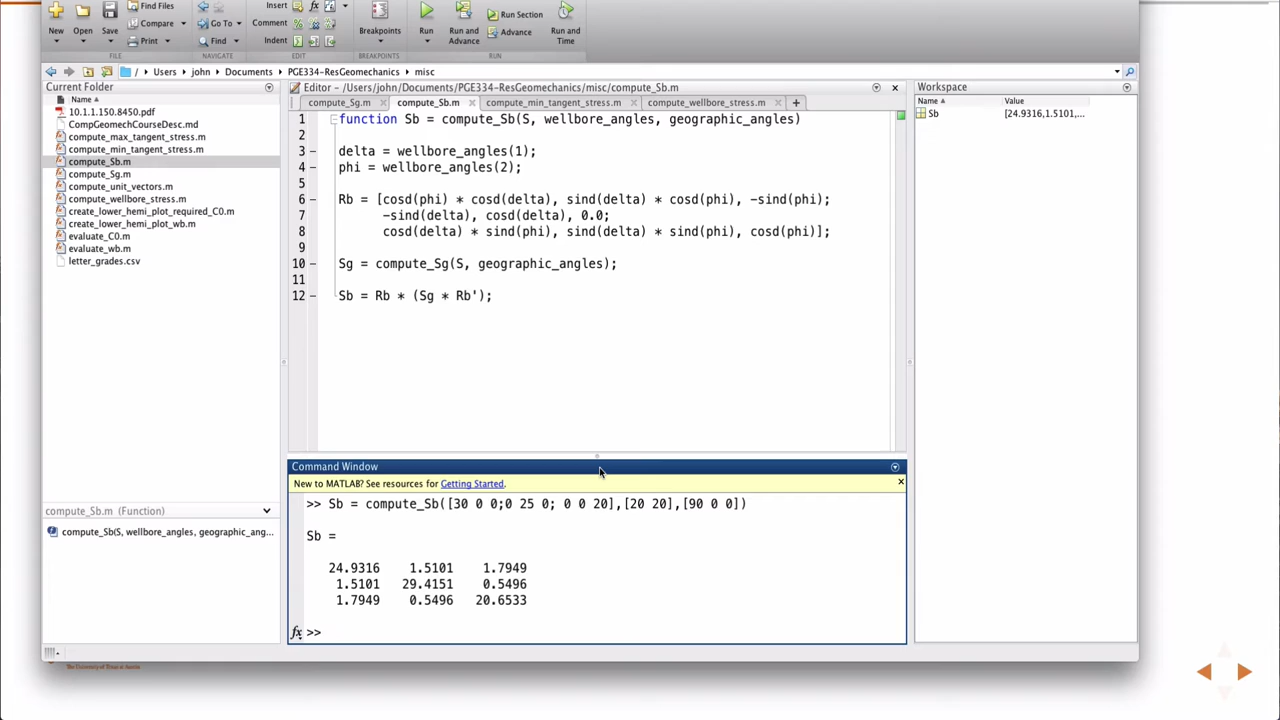 Find Files
Insert
New
Open
Save
Compare
Print
Go To
Find
Comment
Indent
Breakpoints
Run
Run and
Advance
Run Section
Advance
Run and
Time
FILE
NAVIGATE
EDIT
BREAKPOINTS
RUN
/ Users john Documents PGE334-ResGeomechanics misc
Current Folder
Name
10.1.1.150.8450.pdf
CompGeomechCourseDesc.md
compute_max_tangent_stress.m
compute_min_tangent_stress.m
compute_Sb.m
compute_Sg.m
compute_unit_vectors.m
compute_wellbore_stress.m
create_lower_hemi_plot_required_C0.m
create_lower_hemi_plot_wb.m
evaluate_C0.m
evaluate_wb.m
letter_grades.csv
compute_Sb.m (Function)
compute_Sb(S, wellbore_angles, geographic_ang...
Editor - /Users/john/Documents/PGE334-ResGeomechanics/misc/compute_Sb.m
compute_Sg.m compute_Sb.m compute_min_tangent_stress.m compute_wellbore_stress.m
1 function Sb = compute_Sb(S, wellbore_angles, geographic_angles)
2
3 delta = wellbore_angles(1);
4 phi = wellbore_angles(2);
5
6 Rb = [cosd(phi) * cosd(delta), sind(delta) * cosd(phi), -sind(phi);
7 -sind(delta), cosd(delta), 0.0;
8 cosd(delta) * sind(phi), sind(delta) * sind(phi), cosd(phi)];
9
10 Sg = compute_Sg(S, geographic_angles);
11
12 Sb = Rb * (Sg * Rb');
Command Window
New to MATLAB? See resources for Getting Started.
>> Sb = compute_Sb([30 0 0;0 25 0; 0 0 20],[20 20],[90 0 0])
Sb =
24.9316 1.5101 1.7949
1.5101 29.4151 0.5496
1.7949 0.5496 20.6533
fx >>
Workspace
Name Value
Sb [24.9316,1.5101,...
The University of Texas at Austin